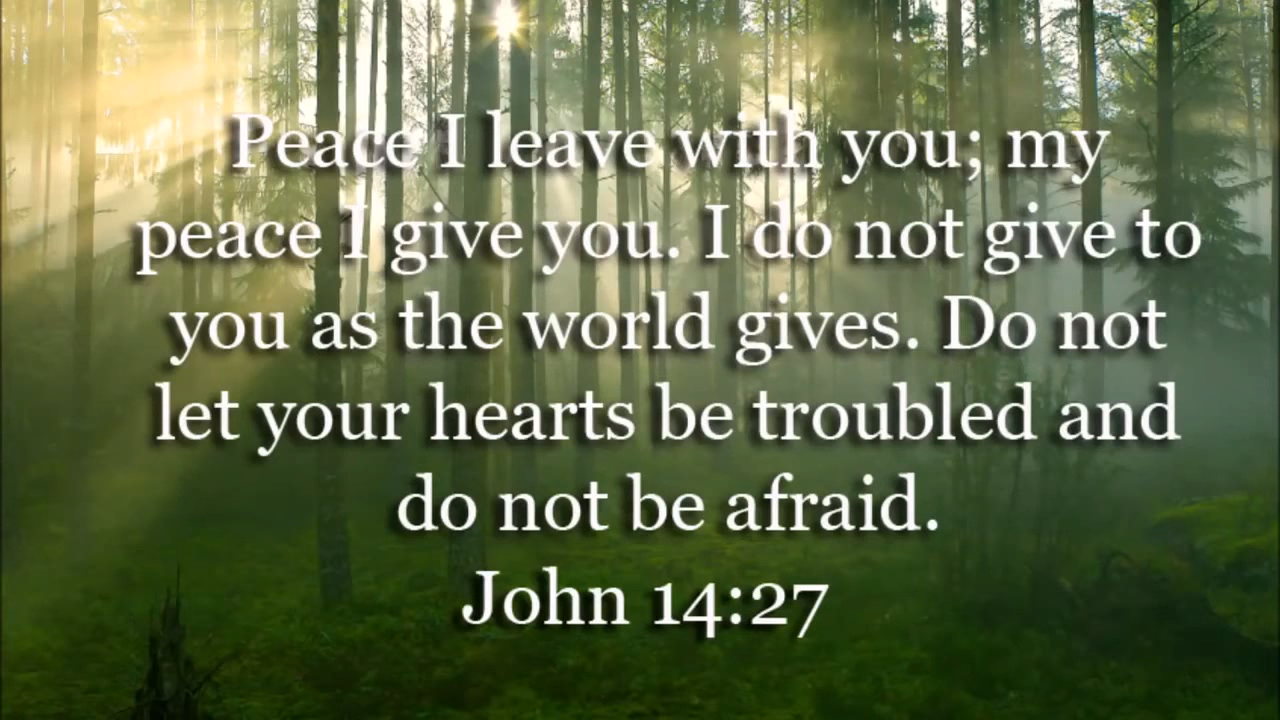 Peace I leave with you; my
peace I give you. I do not give to
you as the world gives. Do not
let your hearts be troubled and
do not be afraid.
John 14:27